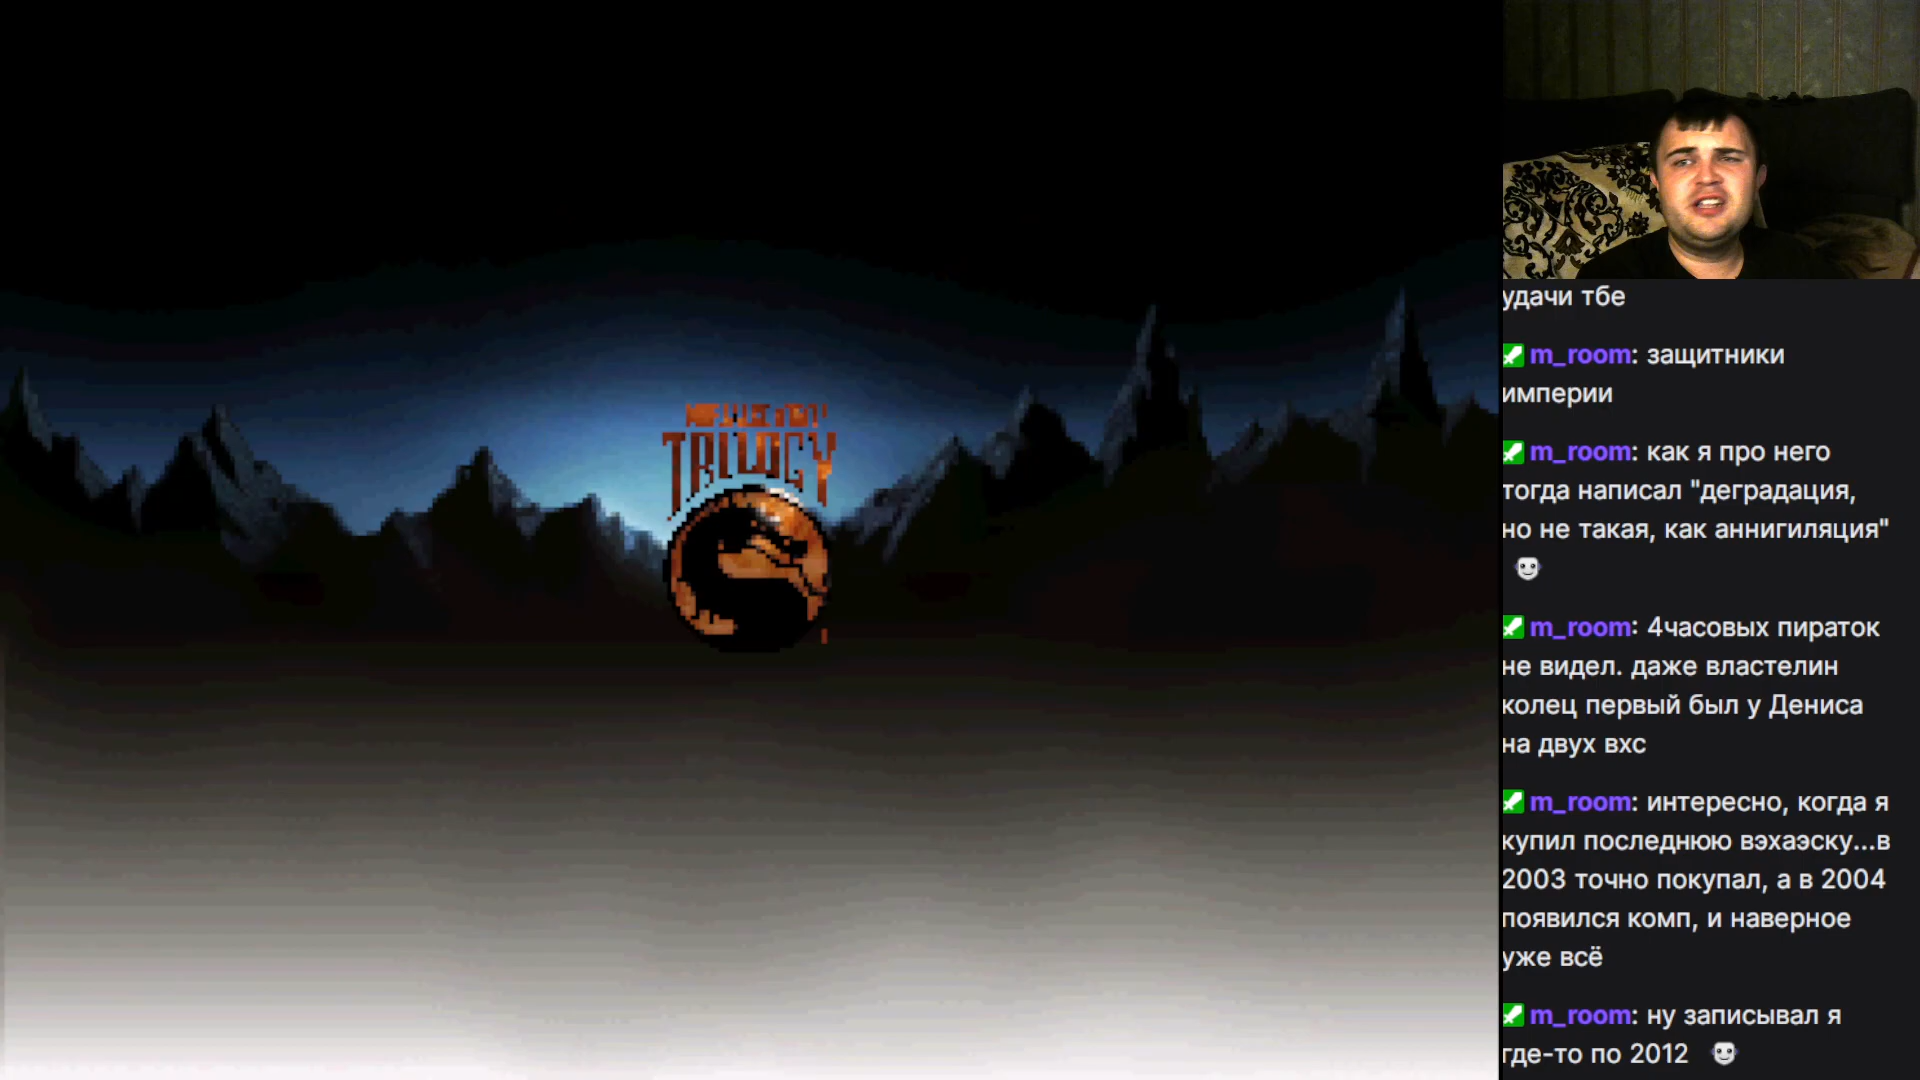 TRILOGY
удачи тбе
m_room: защитники
империи
m_room: как я про него
тогда написал "деградация,
но не такая, как аннигиляция"
m_room: 4часовых пираток
не видел. даже властелин
колец первый был у Дениса
на двух вхс
m_room: интересно, когда я
купил последнюю вэхаэску...в
2003 точно покупал, а в 2004
появился комп, и наверное
уже всё
m_room: ну записывал я
где-то по 2012